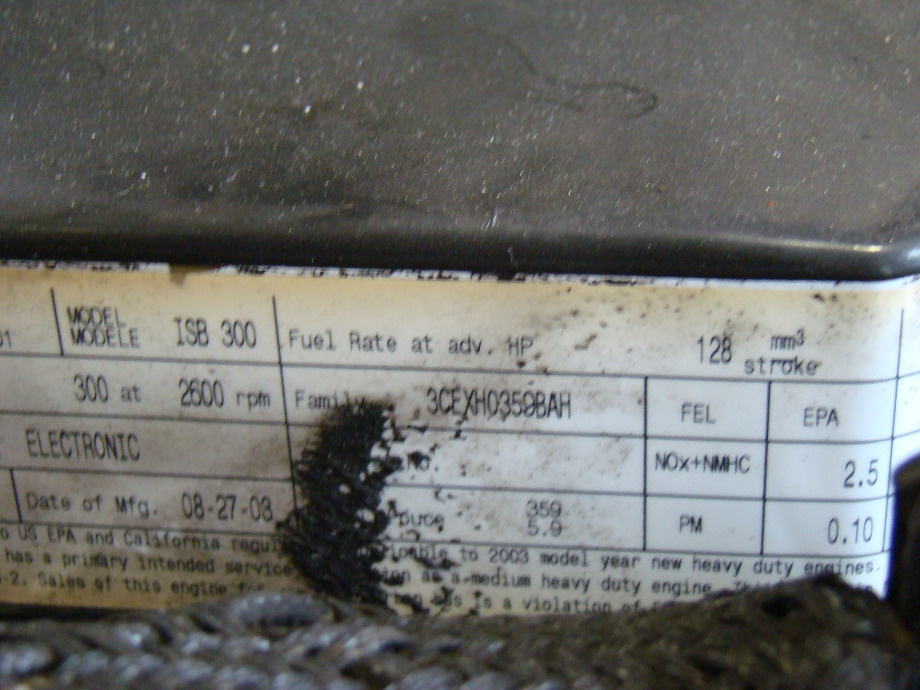 01 MODEL MODELE ISB 300 Fuel Rate at adv. HP 128 mm³ stroke
300 at 2600 rpm Family 3CEXH0359BAH FEL EPA
ELECTRONIC No. NOx+NMHC 2.5
Date of Mfg. 08-27-03 359 5.9 PM 0.10
US EPA and California to 2003 model year new heavy duty engines.
has a primary intended service as a medium heavy duty engine.
-2. Sales of this engine is a violation of